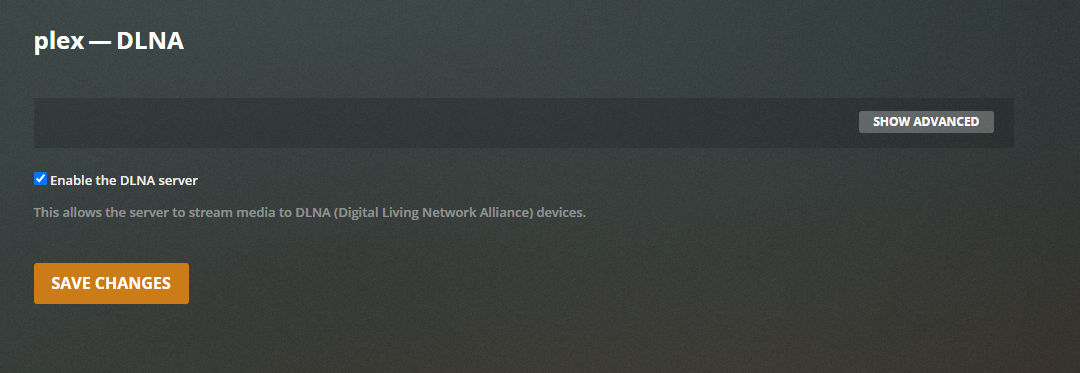 plex — DLNA
SHOW ADVANCED
Enable the DLNA server
This allows the server to stream media to DLNA (Digital Living Network Alliance) devices.
SAVE CHANGES